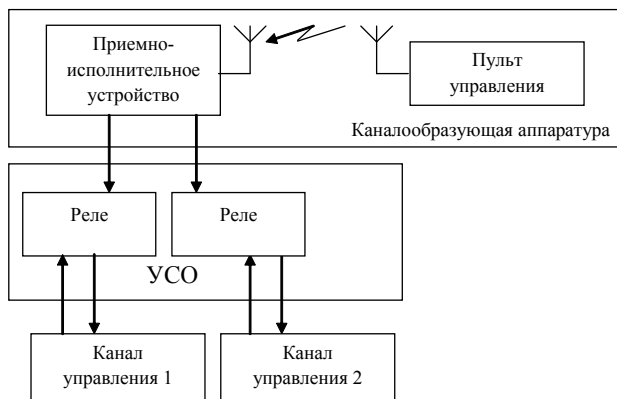 Приемно-
исполнительное
устройство
Пульт
управления
Каналообразующая аппаратура
Реле
Реле
УСО
Канал
управления 1
Канал
управления 2